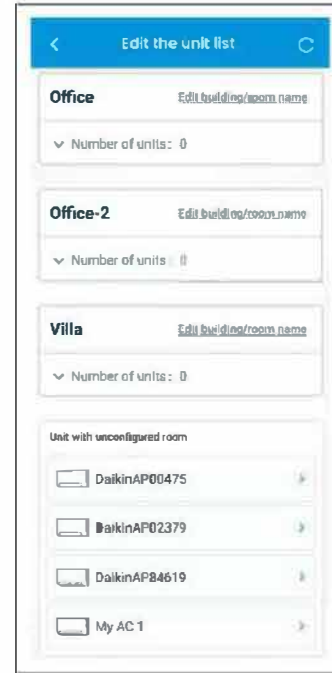 Edit the unit list
Office Edit building/room name
Number of units: 0
Office-2 Edit building/room name
Number of units: 0
Villa Edit building/room name
Number of units: 0
Unit with unconfigured room
DaikinAP00475
DaikinAP02379
DaikinAP84619
My AC 1